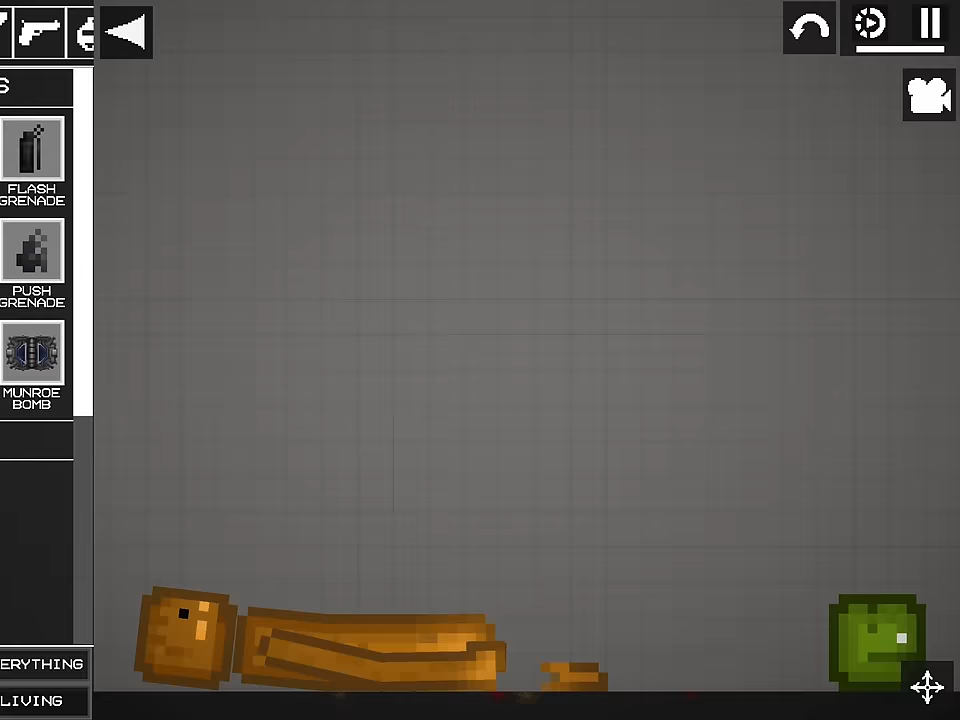 S
FLASH
GRENADE
PUSH
GRENADE
MUNROE
BOMB
ERYTHING
LIVING